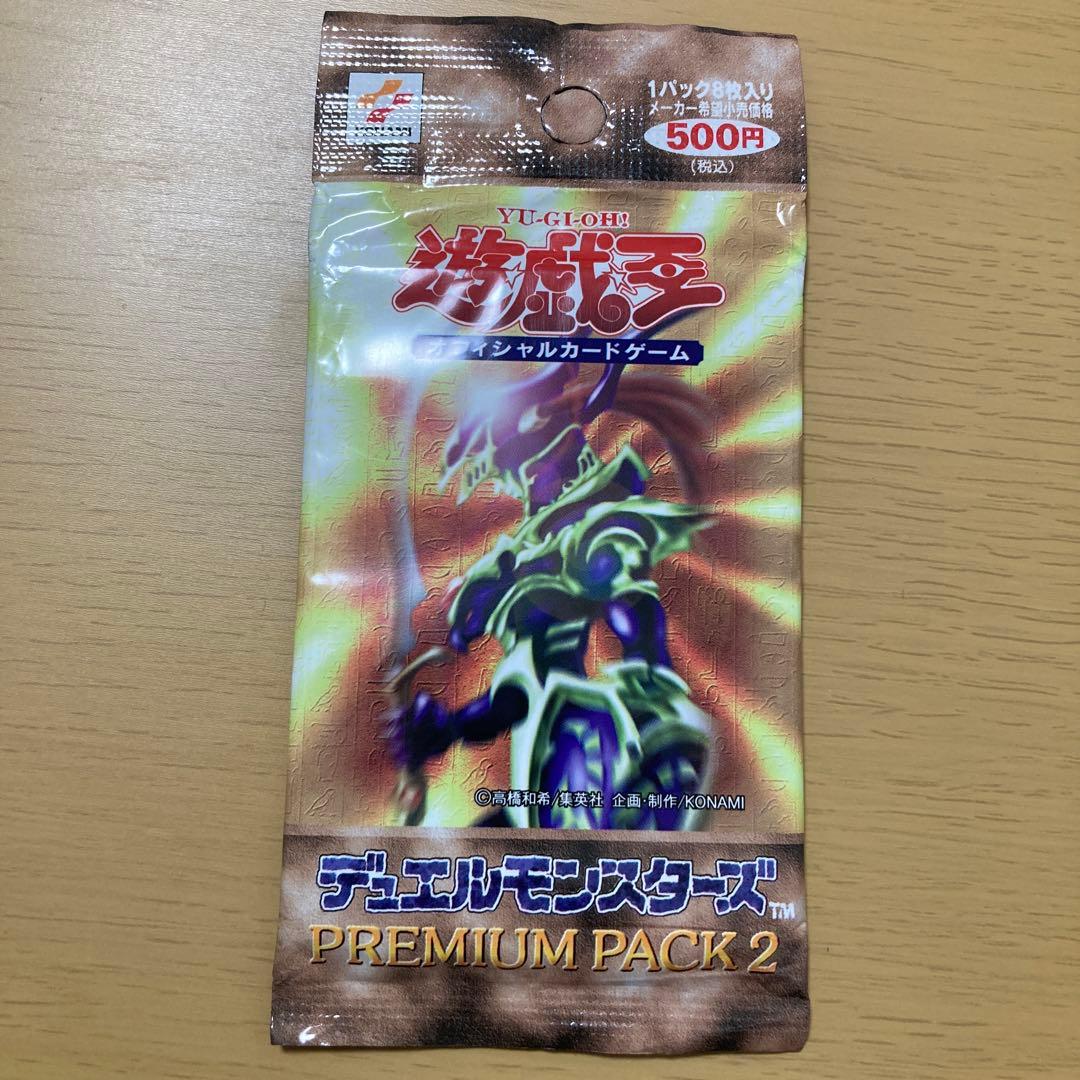 KONAMI
1パック8枚入り
メーカー希望小売価格
500円
(税込)
YU-GI-OH!
遊戯王
オフィシャルカードゲーム
©高橋和希/集英社 企画・制作/KONAMI
デュエルモンスターズ™
PREMIUM PACK 2